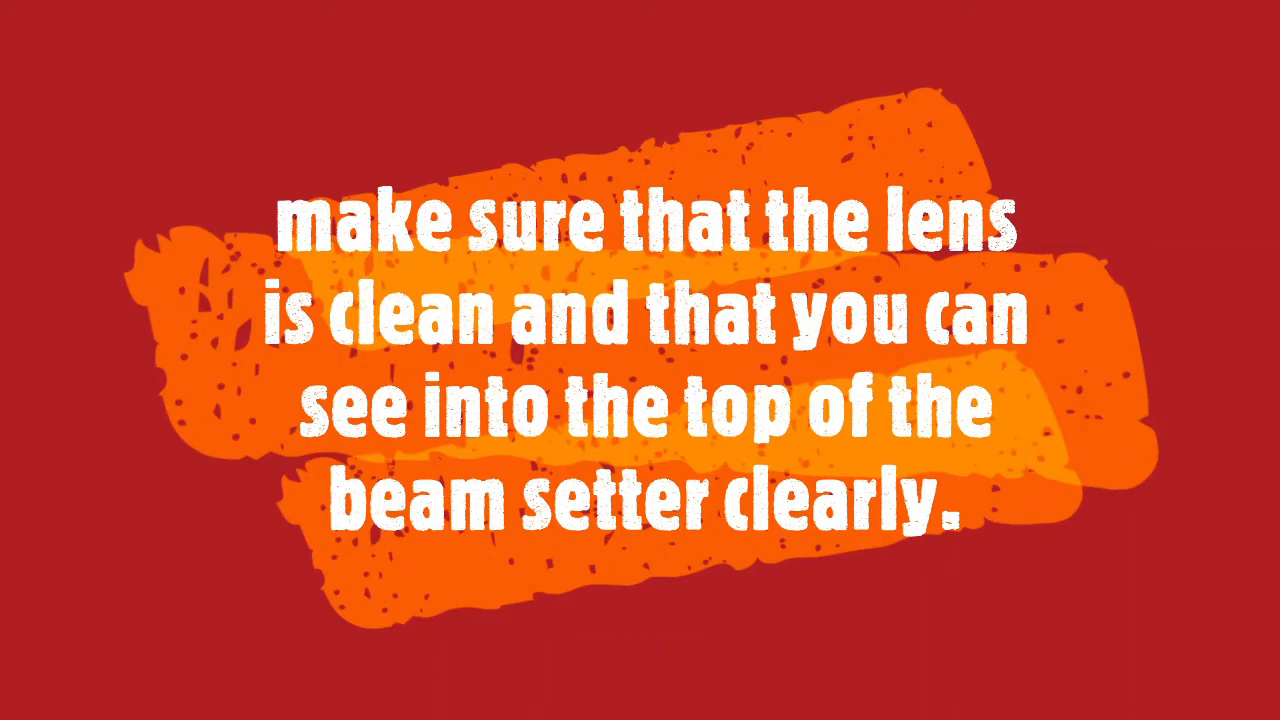 make sure that the lens
is clean and that you can
see into the top of the
beam setter clearly.